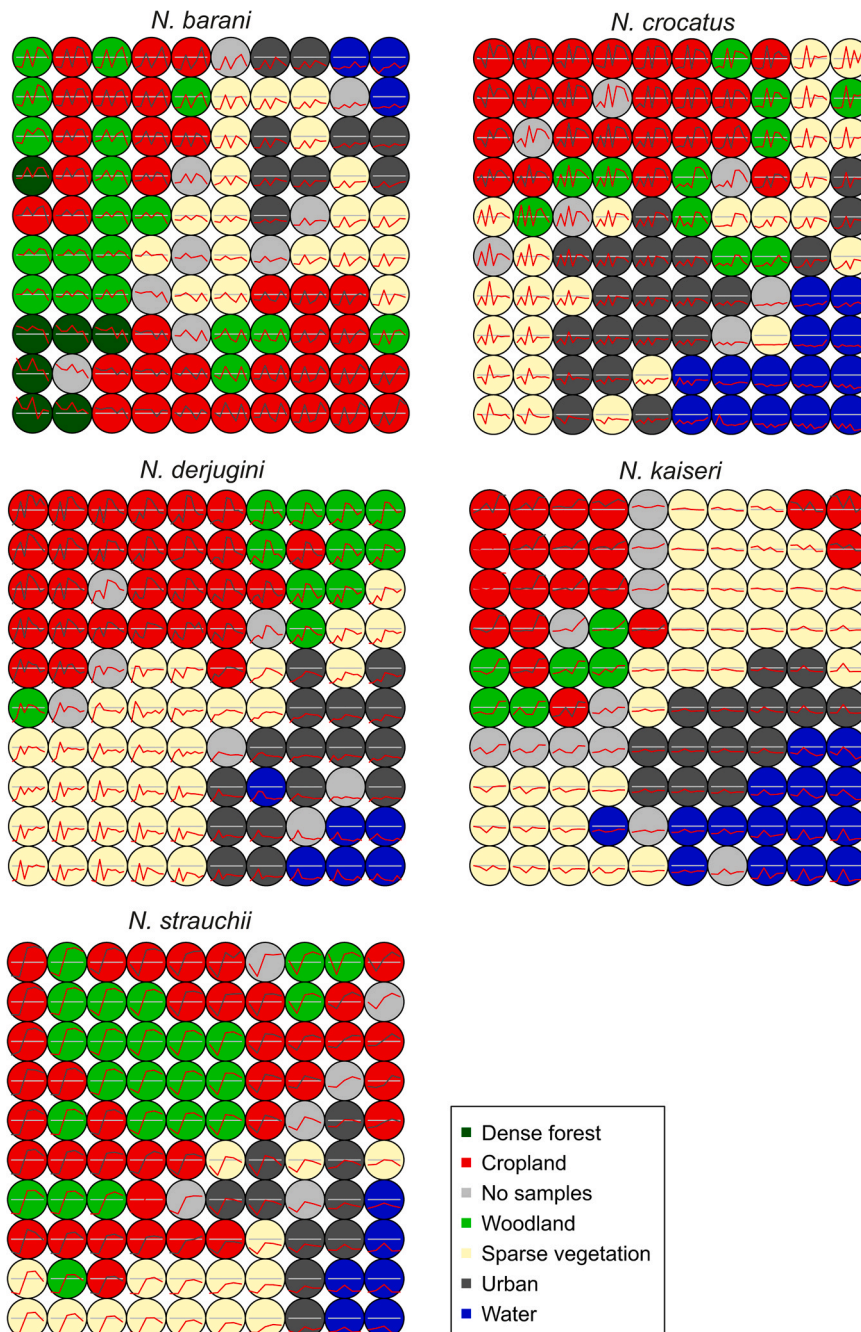 N. barani
N. crocatus
N. derjugini
N. kaiseri
N. strauchii
Dense forest
Cropland
No samples
Woodland
Sparse vegetation
Urban
Water